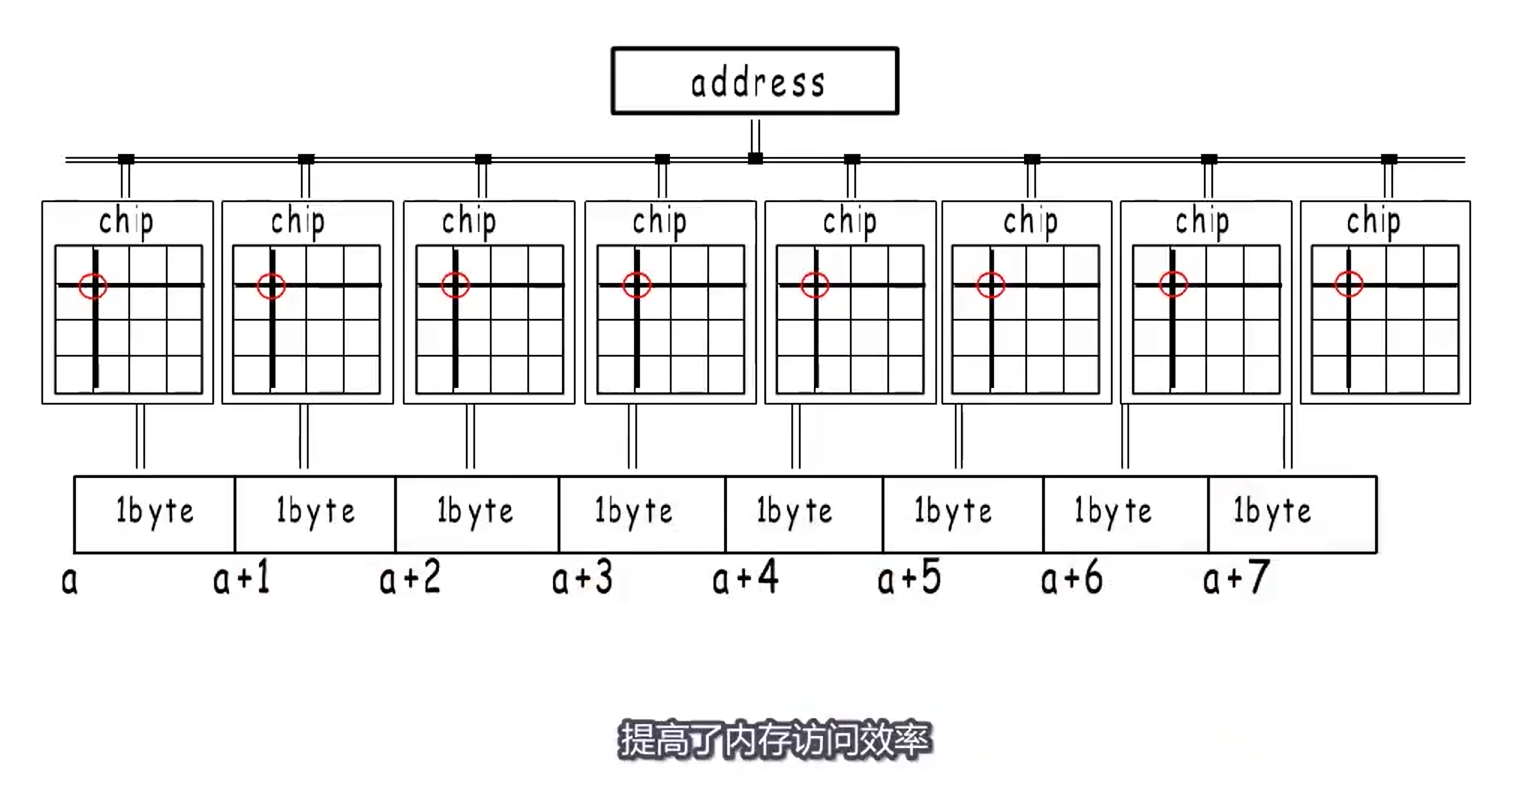 address
chip chip chip chip chip chip chip chip
1byte 1byte 1byte 1byte 1byte 1byte 1byte 1byte
a a+1 a+2 a+3 a+4 a+5 a+6 a+7
提高了内存访问效率